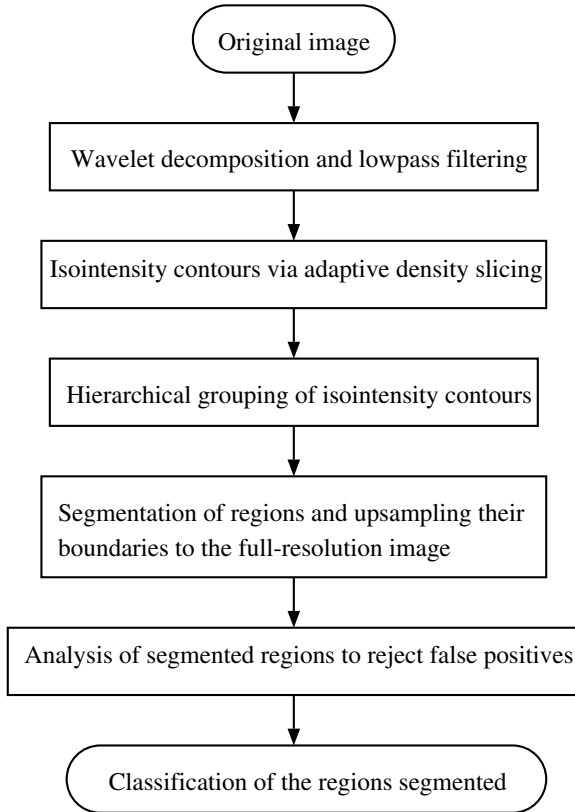 Original image
Wavelet decomposition and lowpass filtering
Isointensity contours via adaptive density slicing
Hierarchical grouping of isointensity contours
Segmentation of regions and upsampling their
boundaries to the full-resolution image
Analysis of segmented regions to reject false positives
Classification of the regions segmented